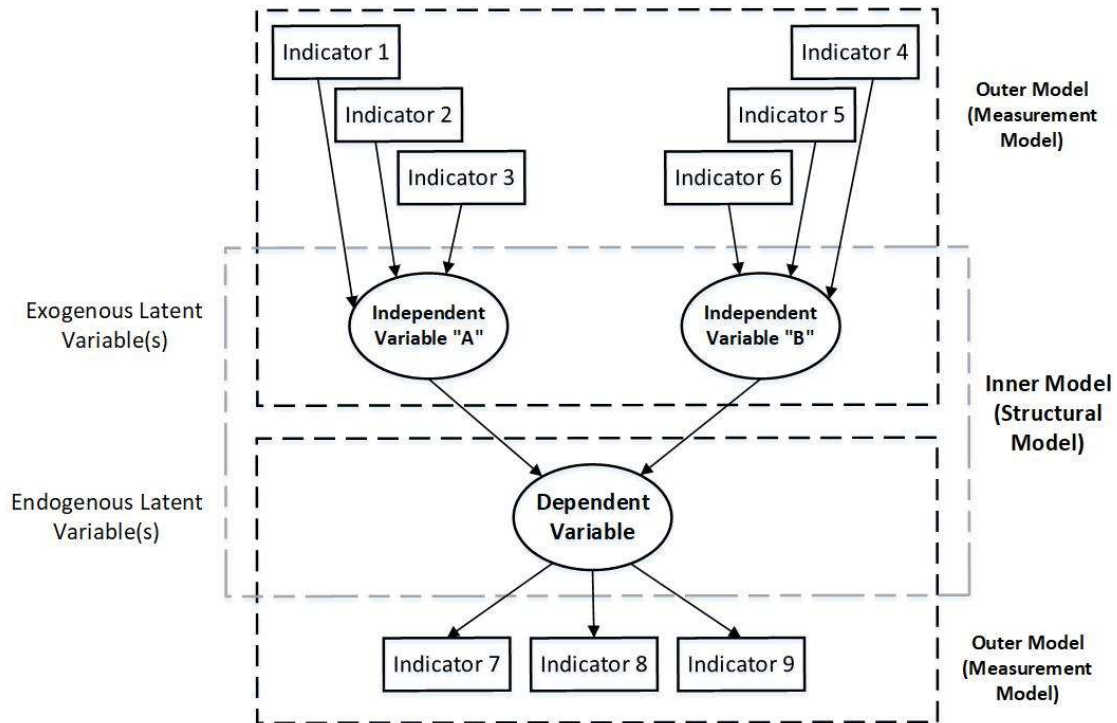 Indicator 1
Indicator 4
Indicator 2
Indicator 5
Indicator 3
Indicator 6
Outer Model
(Measurement
Model)
Exogenous Latent
Variable(s)
Independent
Variable "A"
Independent
Variable "B"
Inner Model
(Structural
Model)
Endogenous Latent
Variable(s)
Dependent
Variable
Indicator 7
Indicator 8
Indicator 9
Outer Model
(Measurement
Model)